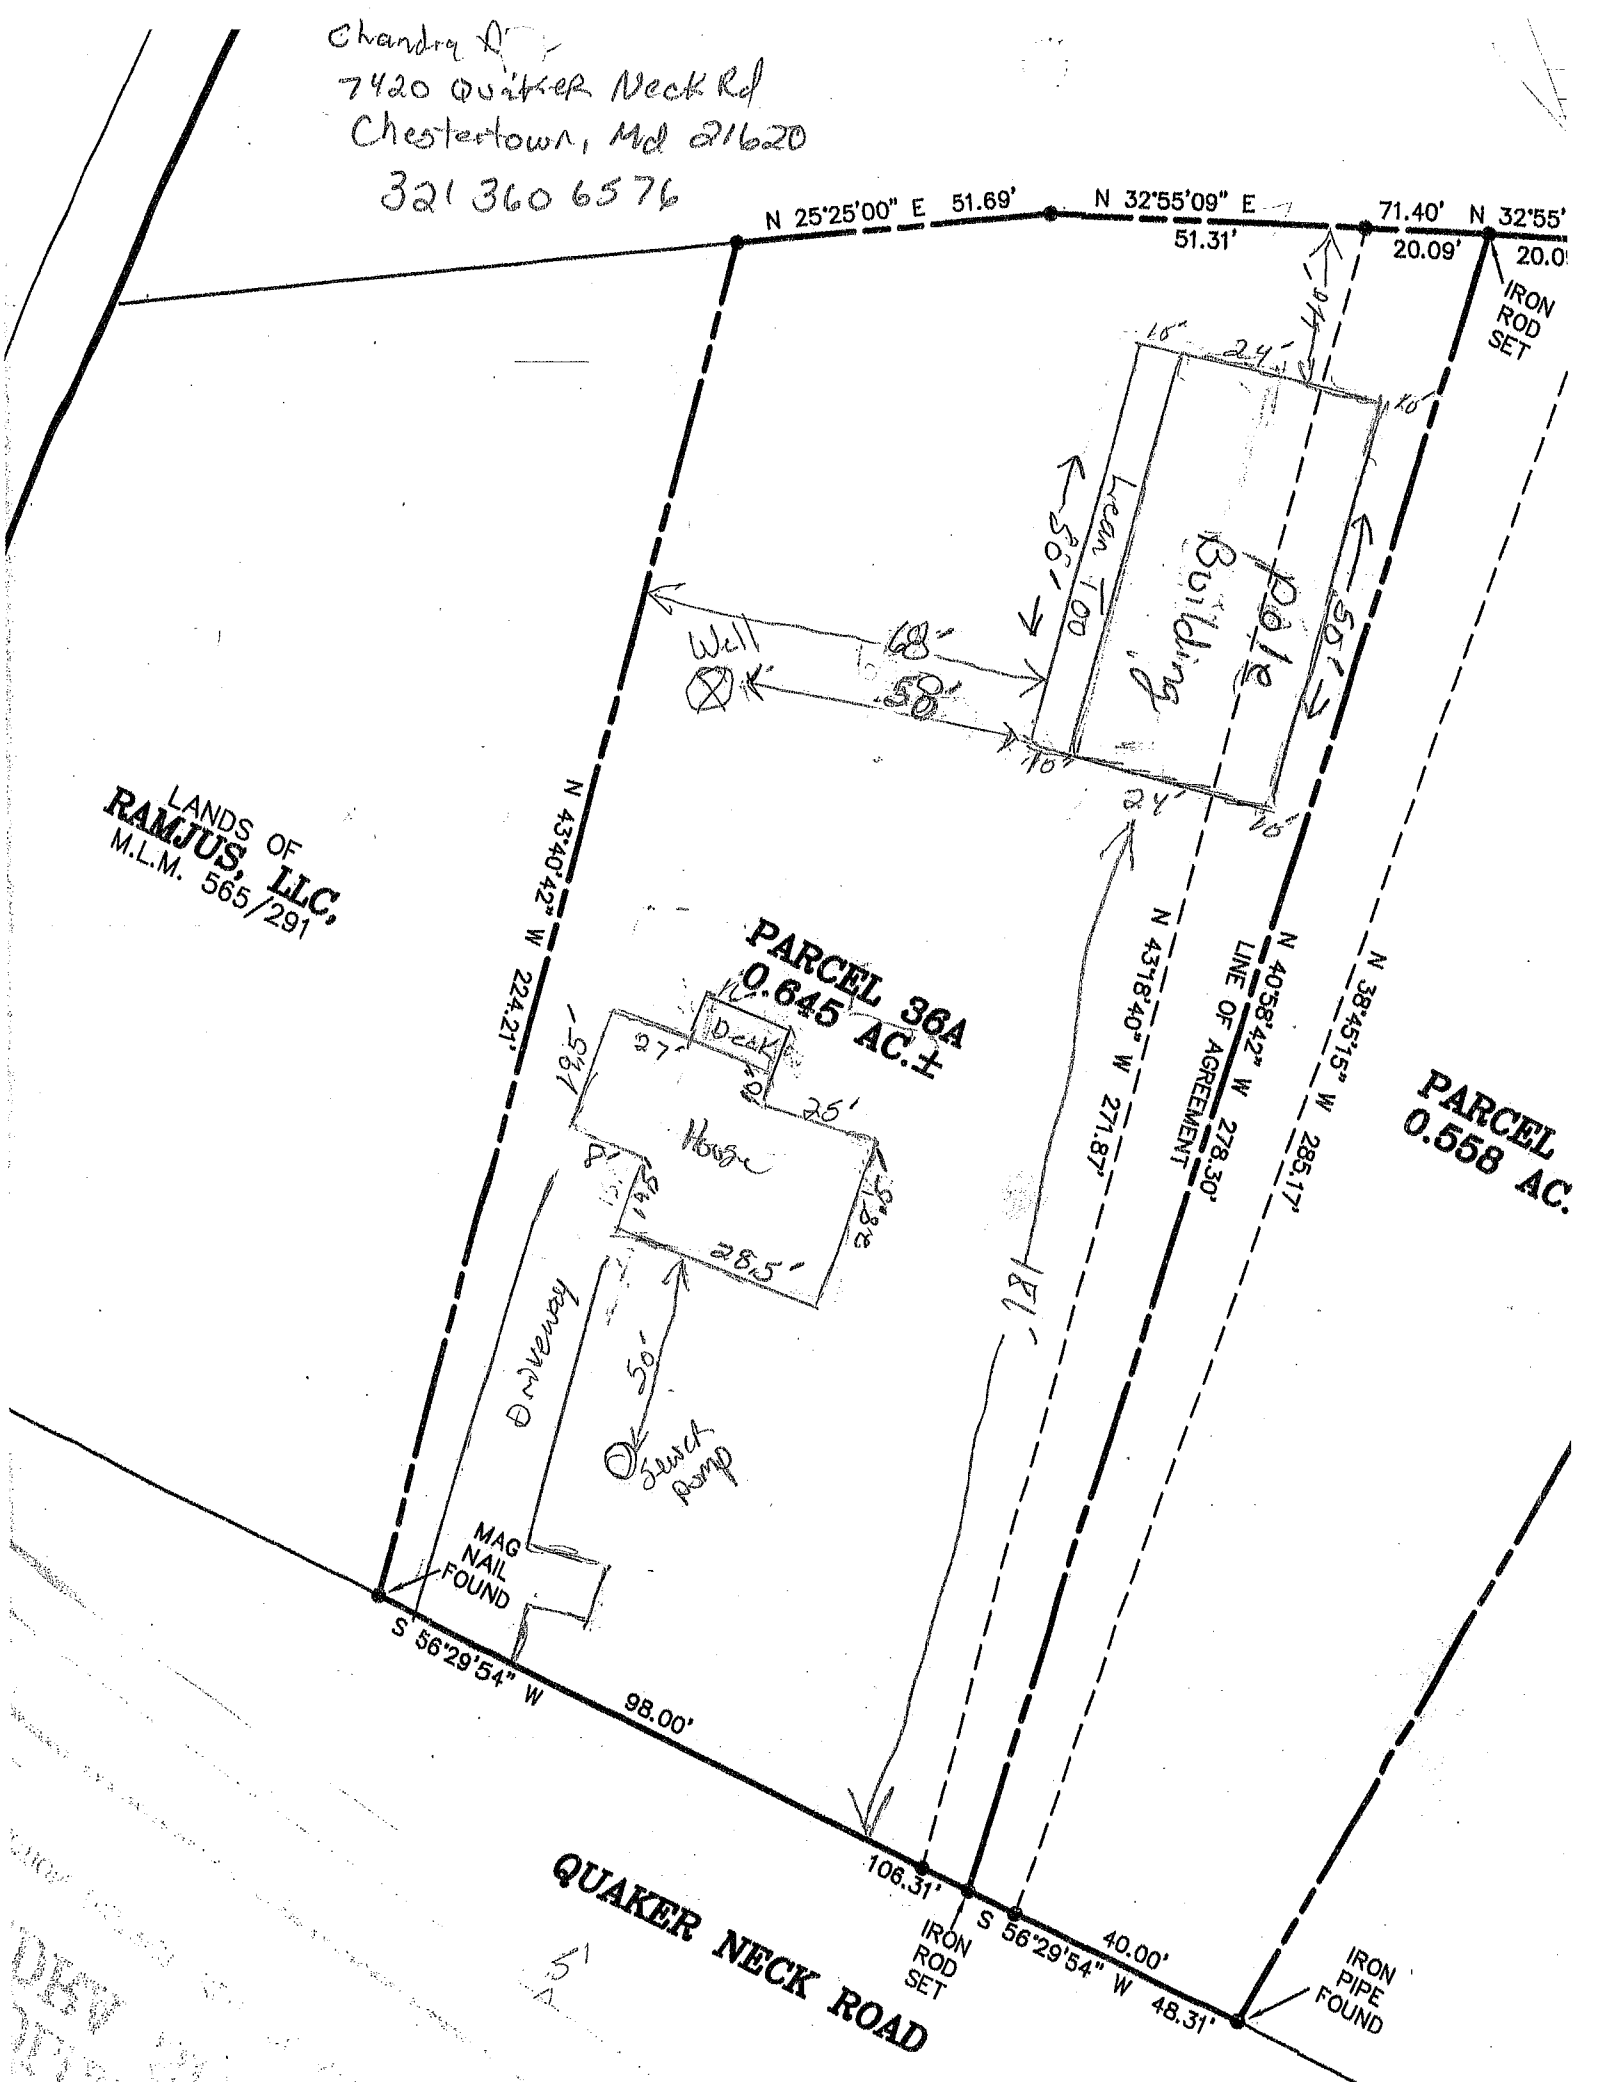 Chandra
7420 Quaker Neck Rd
Chestertown, Md 21620
321 360 6576
N 25°25'00" E 51.69'
N 32°55'09" E
51.31'
71.40'
20.09'
N 32°55'
20.0
IRON
ROD
SET
40'
10'
24'
10'
Lean Too
50'
Pole
Building
50'
68'
Well
58'
10'
24'
10'
LANDS OF
RAMJUS, LLC,
M.L.M. 565/291
N 43°40'42" W 224.21'
PARCEL 36A
0.645 AC.±
N 43°18'40" W 271.87'
LINE OF AGREEMENT
N 40°58'42" W 278.30'
N 38°45'15" W 285.17'
PARCEL
0.558 AC.
Deck
27'
25'
House
8'
28.5'
181'
Driveway
50'
pump
MAG
NAIL
FOUND
S 56°29'54" W
98.00'
106.31'
QUAKER NECK ROAD
IRON
ROD
SET
S 56°29'54" W
40.00'
48.31'
IRON
PIPE
FOUND
5'